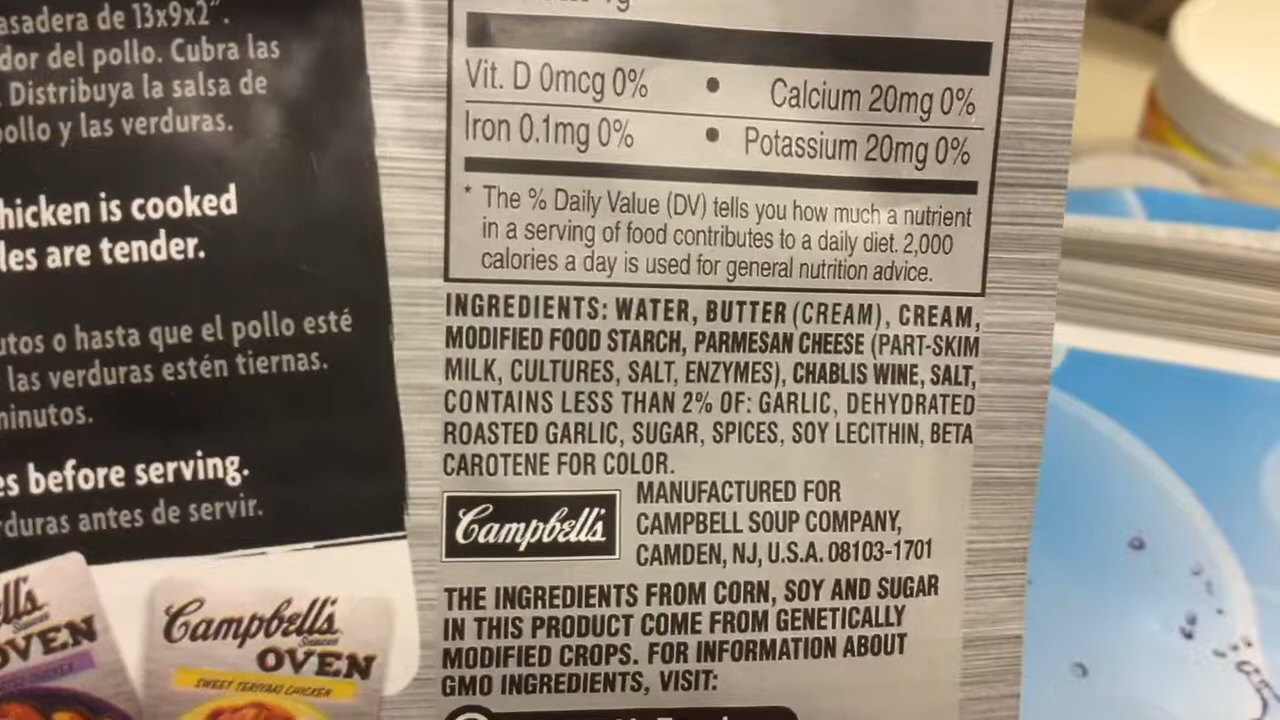 asadera de 13x9x2".
dor del pollo. Cubra las
. Distribuya la salsa de
pollo y las verduras.
hicken is cooked
les are tender.
utos o hasta que el pollo esté
las verduras estén tiernas.
minutos.
es before serving.
rduras antes de servir.
ll's
OVEN
Campbell's
Sauces
OVEN
SWEET TERIYAKI CHICKEN
Vit. D 0mcg 0% • Calcium 20mg 0%
Iron 0.1mg 0% • Potassium 20mg 0%
* The % Daily Value (DV) tells you how much a nutrient
in a serving of food contributes to a daily diet. 2,000
calories a day is used for general nutrition advice.
INGREDIENTS: WATER, BUTTER (CREAM), CREAM,
MODIFIED FOOD STARCH, PARMESAN CHEESE (PART-SKIM
MILK, CULTURES, SALT, ENZYMES), CHABLIS WINE, SALT,
CONTAINS LESS THAN 2% OF: GARLIC, DEHYDRATED
ROASTED GARLIC, SUGAR, SPICES, SOY LECITHIN, BETA
CAROTENE FOR COLOR.
Campbell's
MANUFACTURED FOR
CAMPBELL SOUP COMPANY,
CAMDEN, NJ, U.S.A. 08103-1701
THE INGREDIENTS FROM CORN, SOY AND SUGAR
IN THIS PRODUCT COME FROM GENETICALLY
MODIFIED CROPS. FOR INFORMATION ABOUT
GMO INGREDIENTS, VISIT: